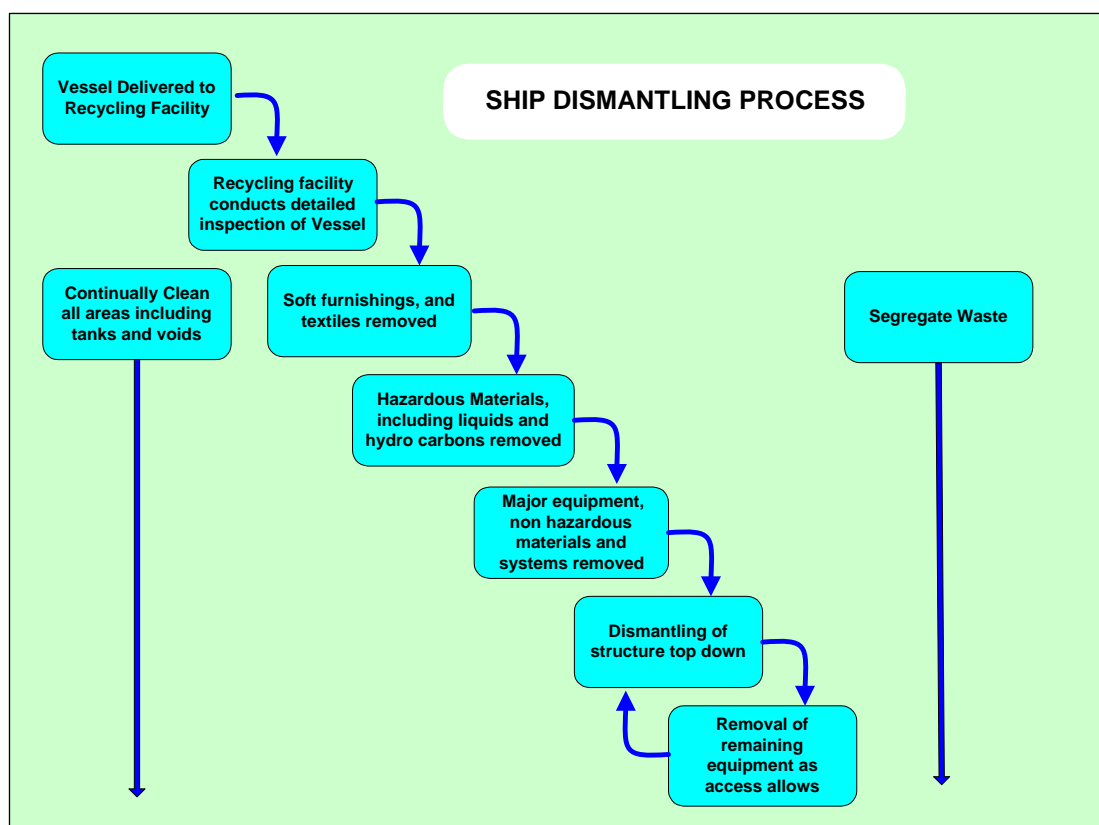 SHIP DISMANTLING PROCESS
Vessel Delivered to
Recycling Facility
Recycling facility
conducts detailed
inspection of Vessel
Continually Clean
all areas including
tanks and voids
Soft furnishings, and
textiles removed
Segregate Waste
Hazardous Materials,
including liquids and
hydro carbons removed
Major equipment,
non hazardous
materials and
systems removed
Dismantling of
structure top down
Removal of
remaining
equipment as
access allows